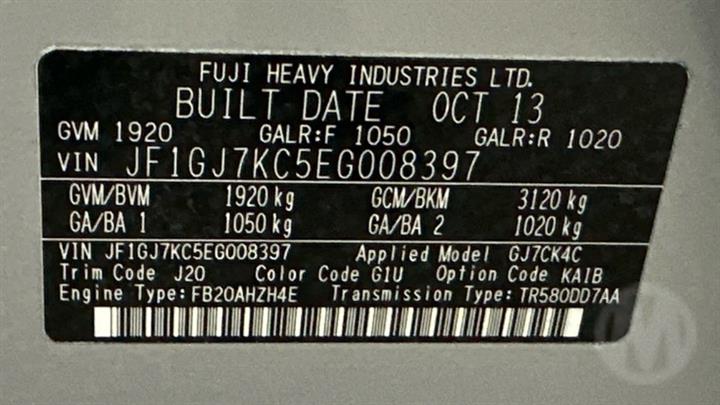 FUJI HEAVY INDUSTRIES LTD.
BUILT DATE OCT 13
GVM 1920 GALR:F 1050 GALR:R 1020
VIN JF1GJ7KC5EG008397
GVM/BVM 1920 kg GCM/BKM 3120 kg
GA/BA 1 1050 kg GA/BA 2 1020 kg
VIN JF1GJ7KC5EG008397 Applied Model GJ7CK4C
Trim Code J20 Color Code G1U Option Code KAIB
Engine Type:FB20AHZH4E Transmission Type:TR580DD7AA
M